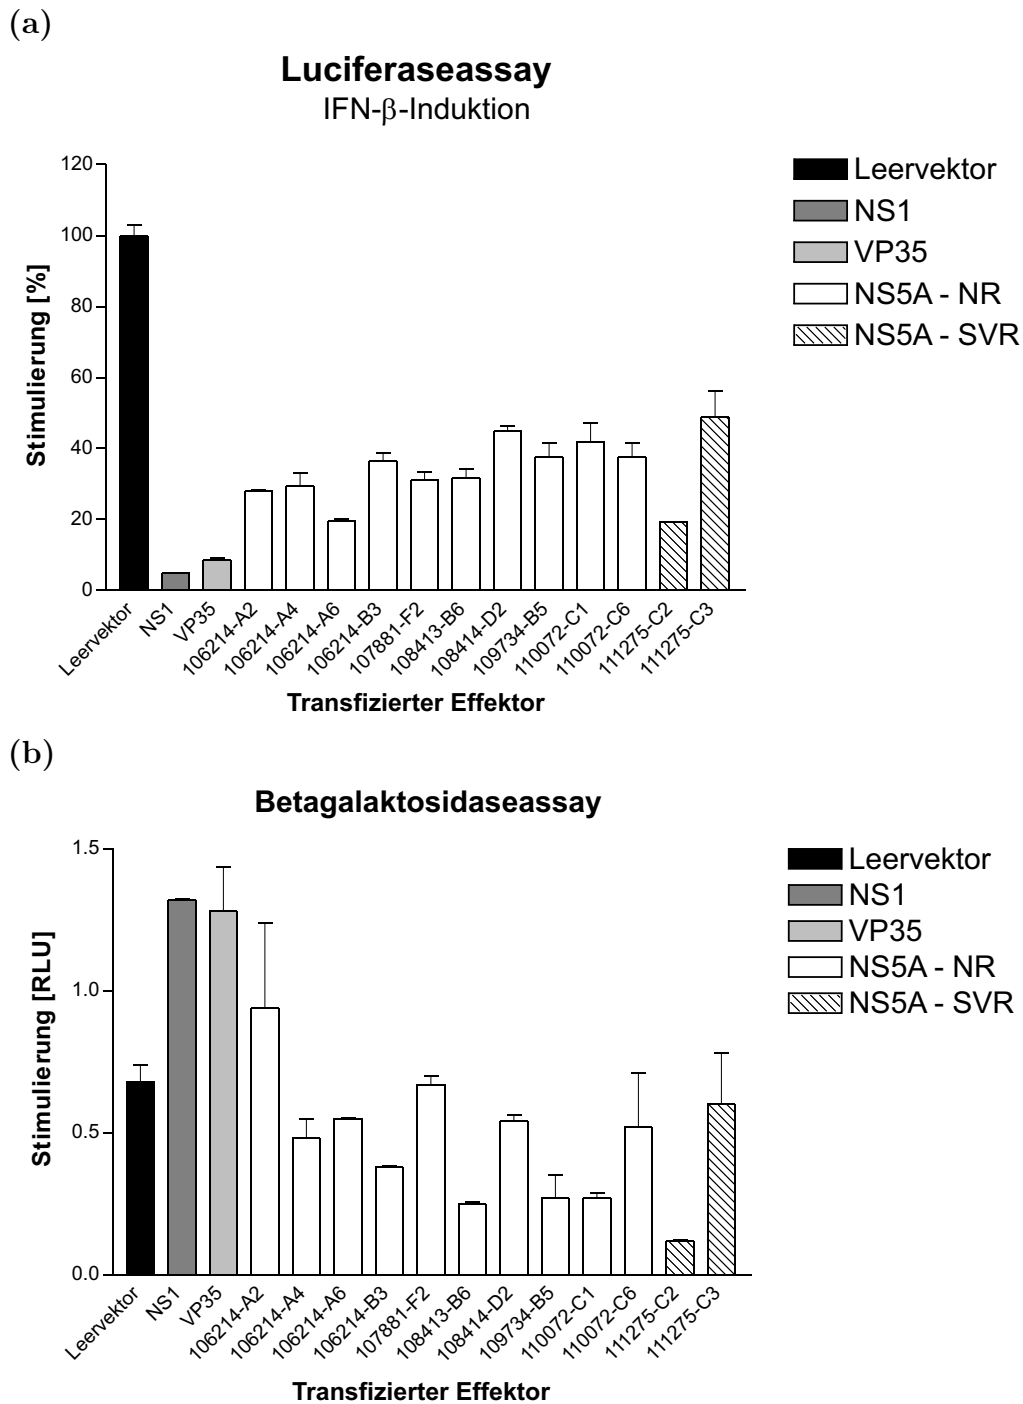 (a)
Luciferaseassay
IFN-β-Induktion
120
100
80
60
40
20
0
Stimulierung [%]
Leervektor
NS1
VP35
NS5A - NR
NS5A - SVR
Leervektor
NS1
VP35
106214-A2
106214-A4
106214-A6
106214-B3
107881-F2
108413-B6
108414-D2
109734-B5
110072-C1
110072-C6
111275-C2
111275-C3
Transfizierter Effektor
(b)
Betagalaktosidaseassay
1.5
1.0
0.5
0.0
Stimulierung [RLU]
Leervektor
NS1
VP35
NS5A - NR
NS5A - SVR
Leervektor
NS1
VP35
106214-A2
106214-A4
106214-A6
106214-B3
107881-F2
108413-B6
108414-D2
109734-B5
110072-C1
110072-C6
111275-C2
111275-C3
Transfizierter Effektor